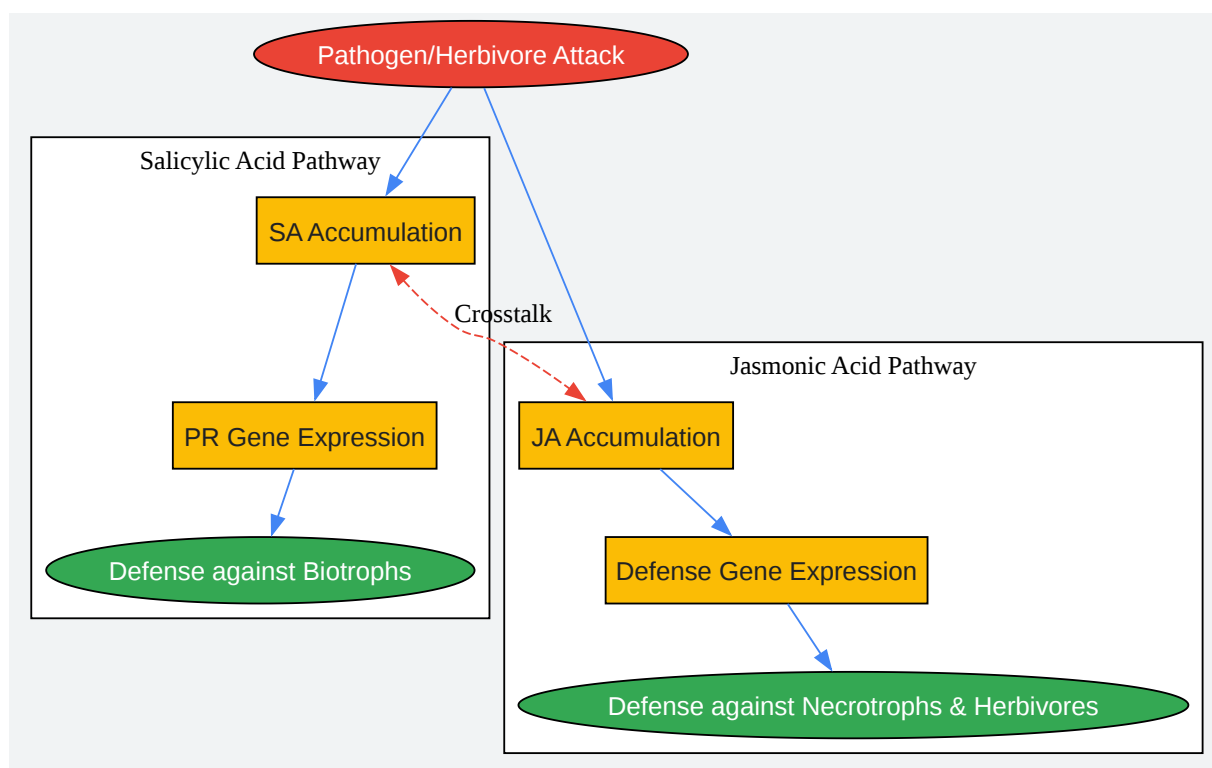 Pathogen/Herbivore Attack
Salicylic Acid Pathway
SA Accumulation
Crosstalk
Jasmonic Acid Pathway
PR Gene Expression
JA Accumulation
Defense against Biotrophs
Defense Gene Expression
Defense against Necrotrophs & Herbivores